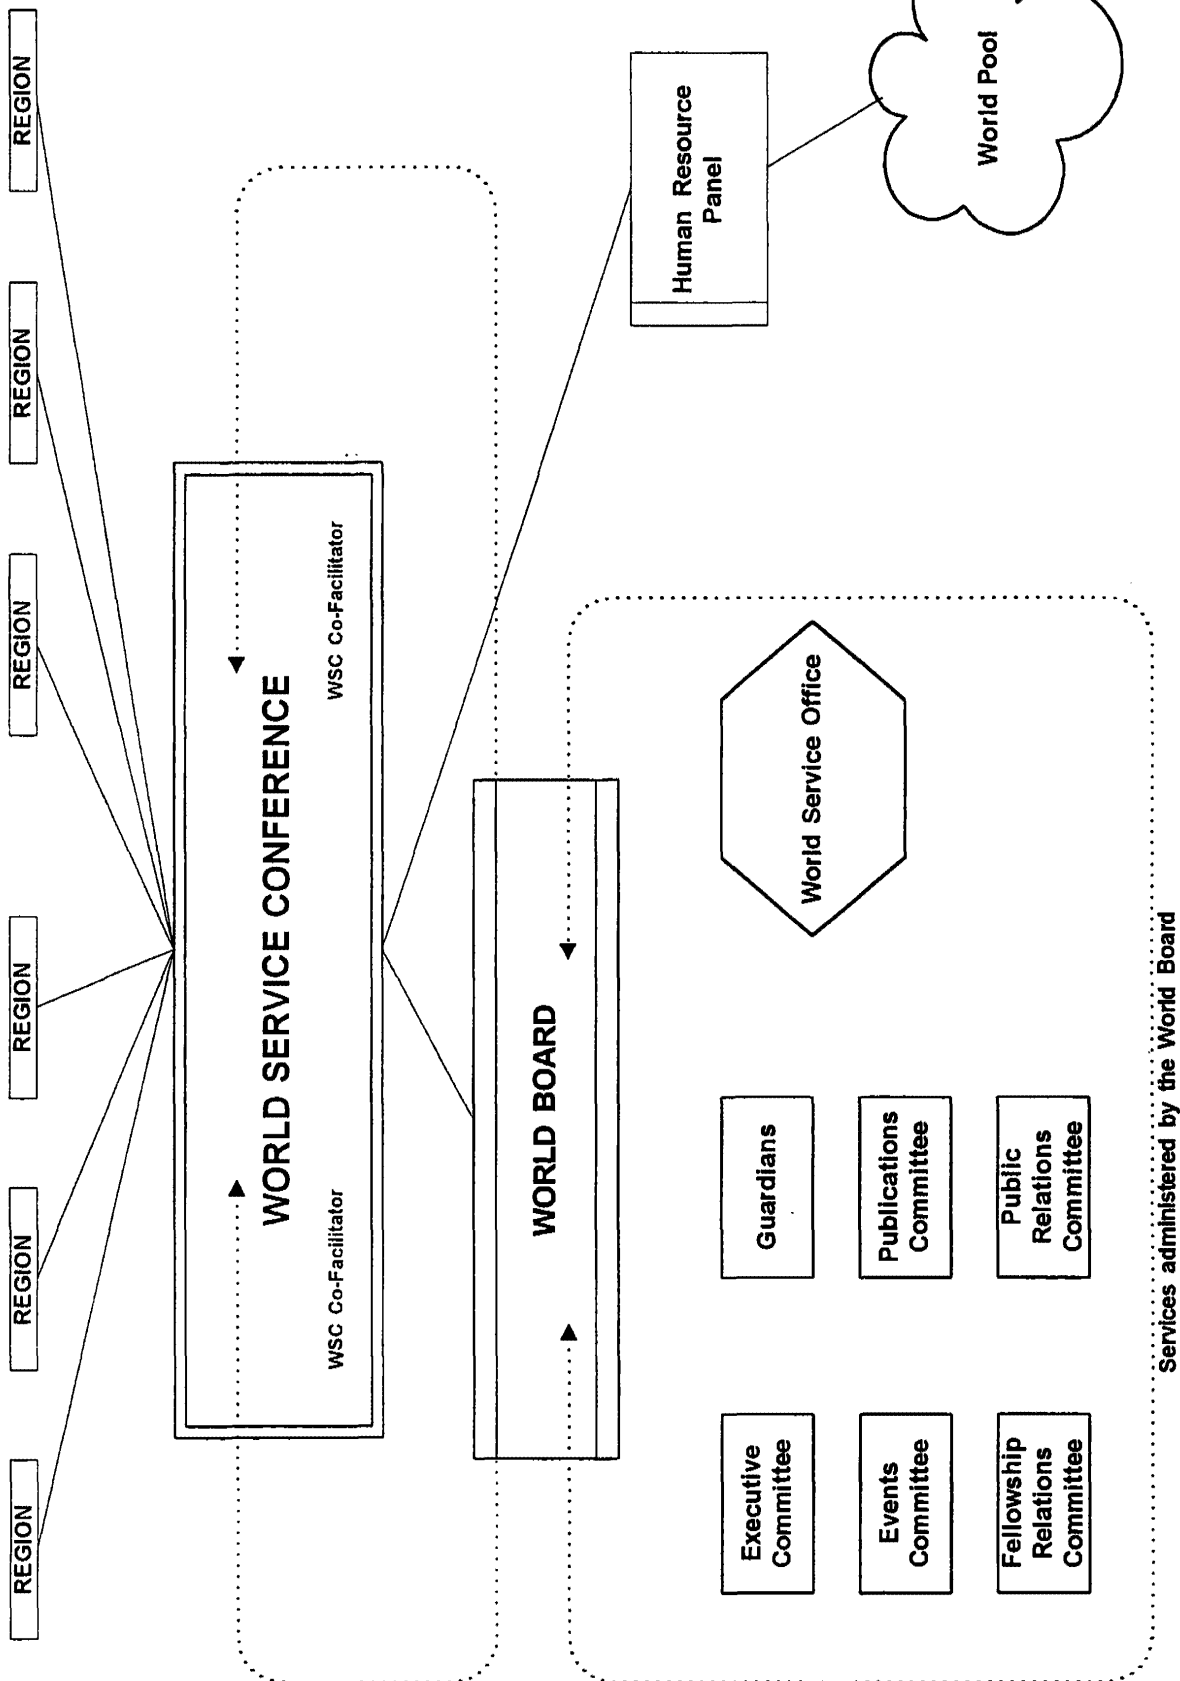 REGION
REGION
REGION
REGION
REGION
REGION
WORLD SERVICE CONFERENCE
WSC Co-Facilitator
WSC Co-Facilitator
WORLD BOARD
Human Resource
Panel
World Pool
Executive
Committee
Guardians
World Service Office
Events
Committee
Publications
Committee
Fellowship
Relations
Committee
Public
Relations
Committee
Services administered by the World Board